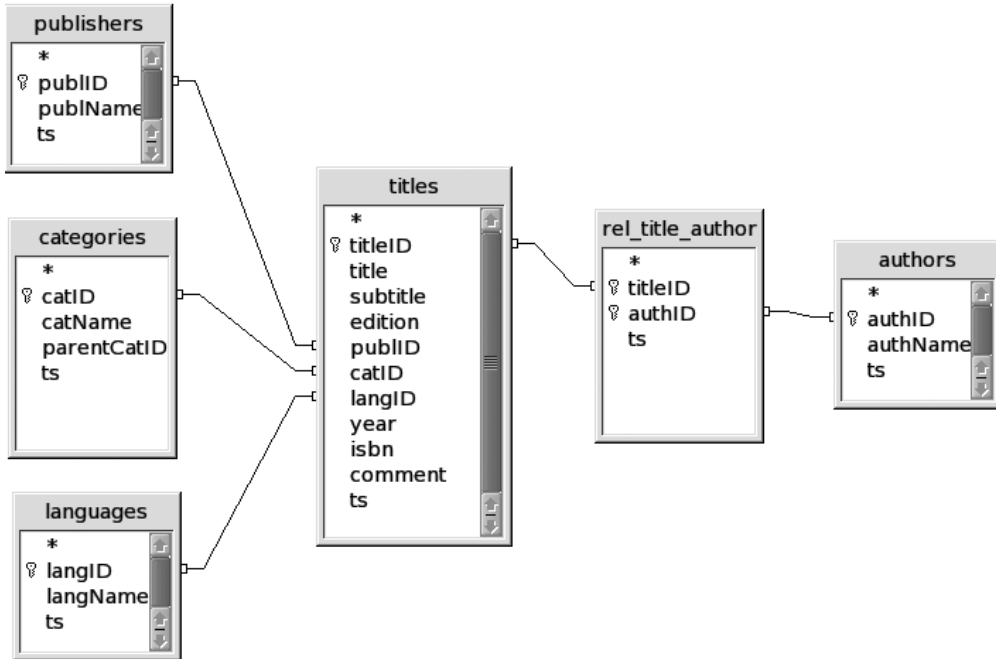 publishers
*
publID
publName
ts
categories
*
catID
catName
parentCatID
ts
languages
*
langID
langName
ts
titles
*
titleID
title
subtitle
edition
publID
catID
langID
year
isbn
comment
ts
rel_title_author
*
titleID
authID
ts
authors
*
authID
authName
ts